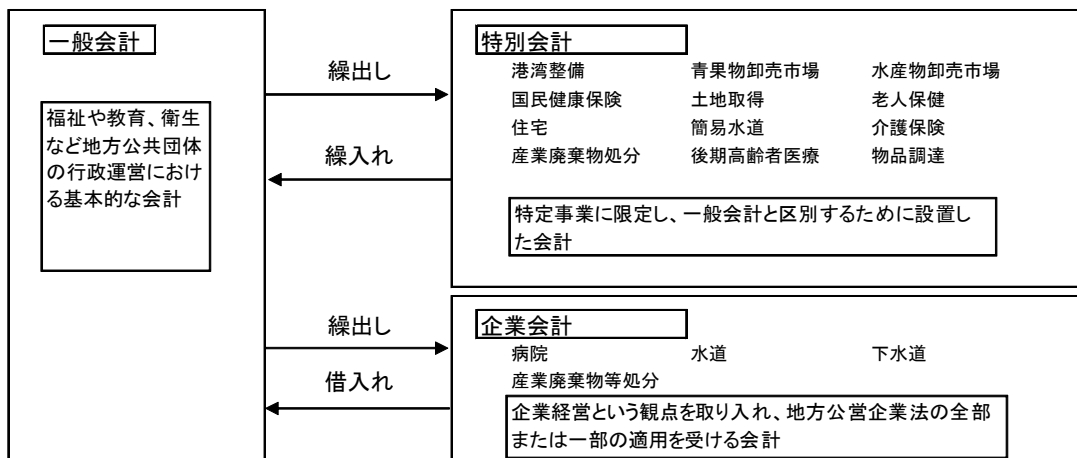 一般会計
福祉や教育、衛生
など地方公共団体
の行政運営におけ
る基本的な会計
繰出し
繰入れ
特別会計
港湾整備 青果物卸売市場 水産物卸売市場
国民健康保険 土地取得 老人保健
住宅 簡易水道 介護保険
産業廃棄物処分 後期高齢者医療 物品調達
特定事業に限定し、一般会計と区別するために設置し
た会計
繰出し
借入れ
企業会計
病院 水道 下水道
産業廃棄物等処分
企業経営という観点を取り入れ、地方公営企業法の全部
または一部の適用を受ける会計